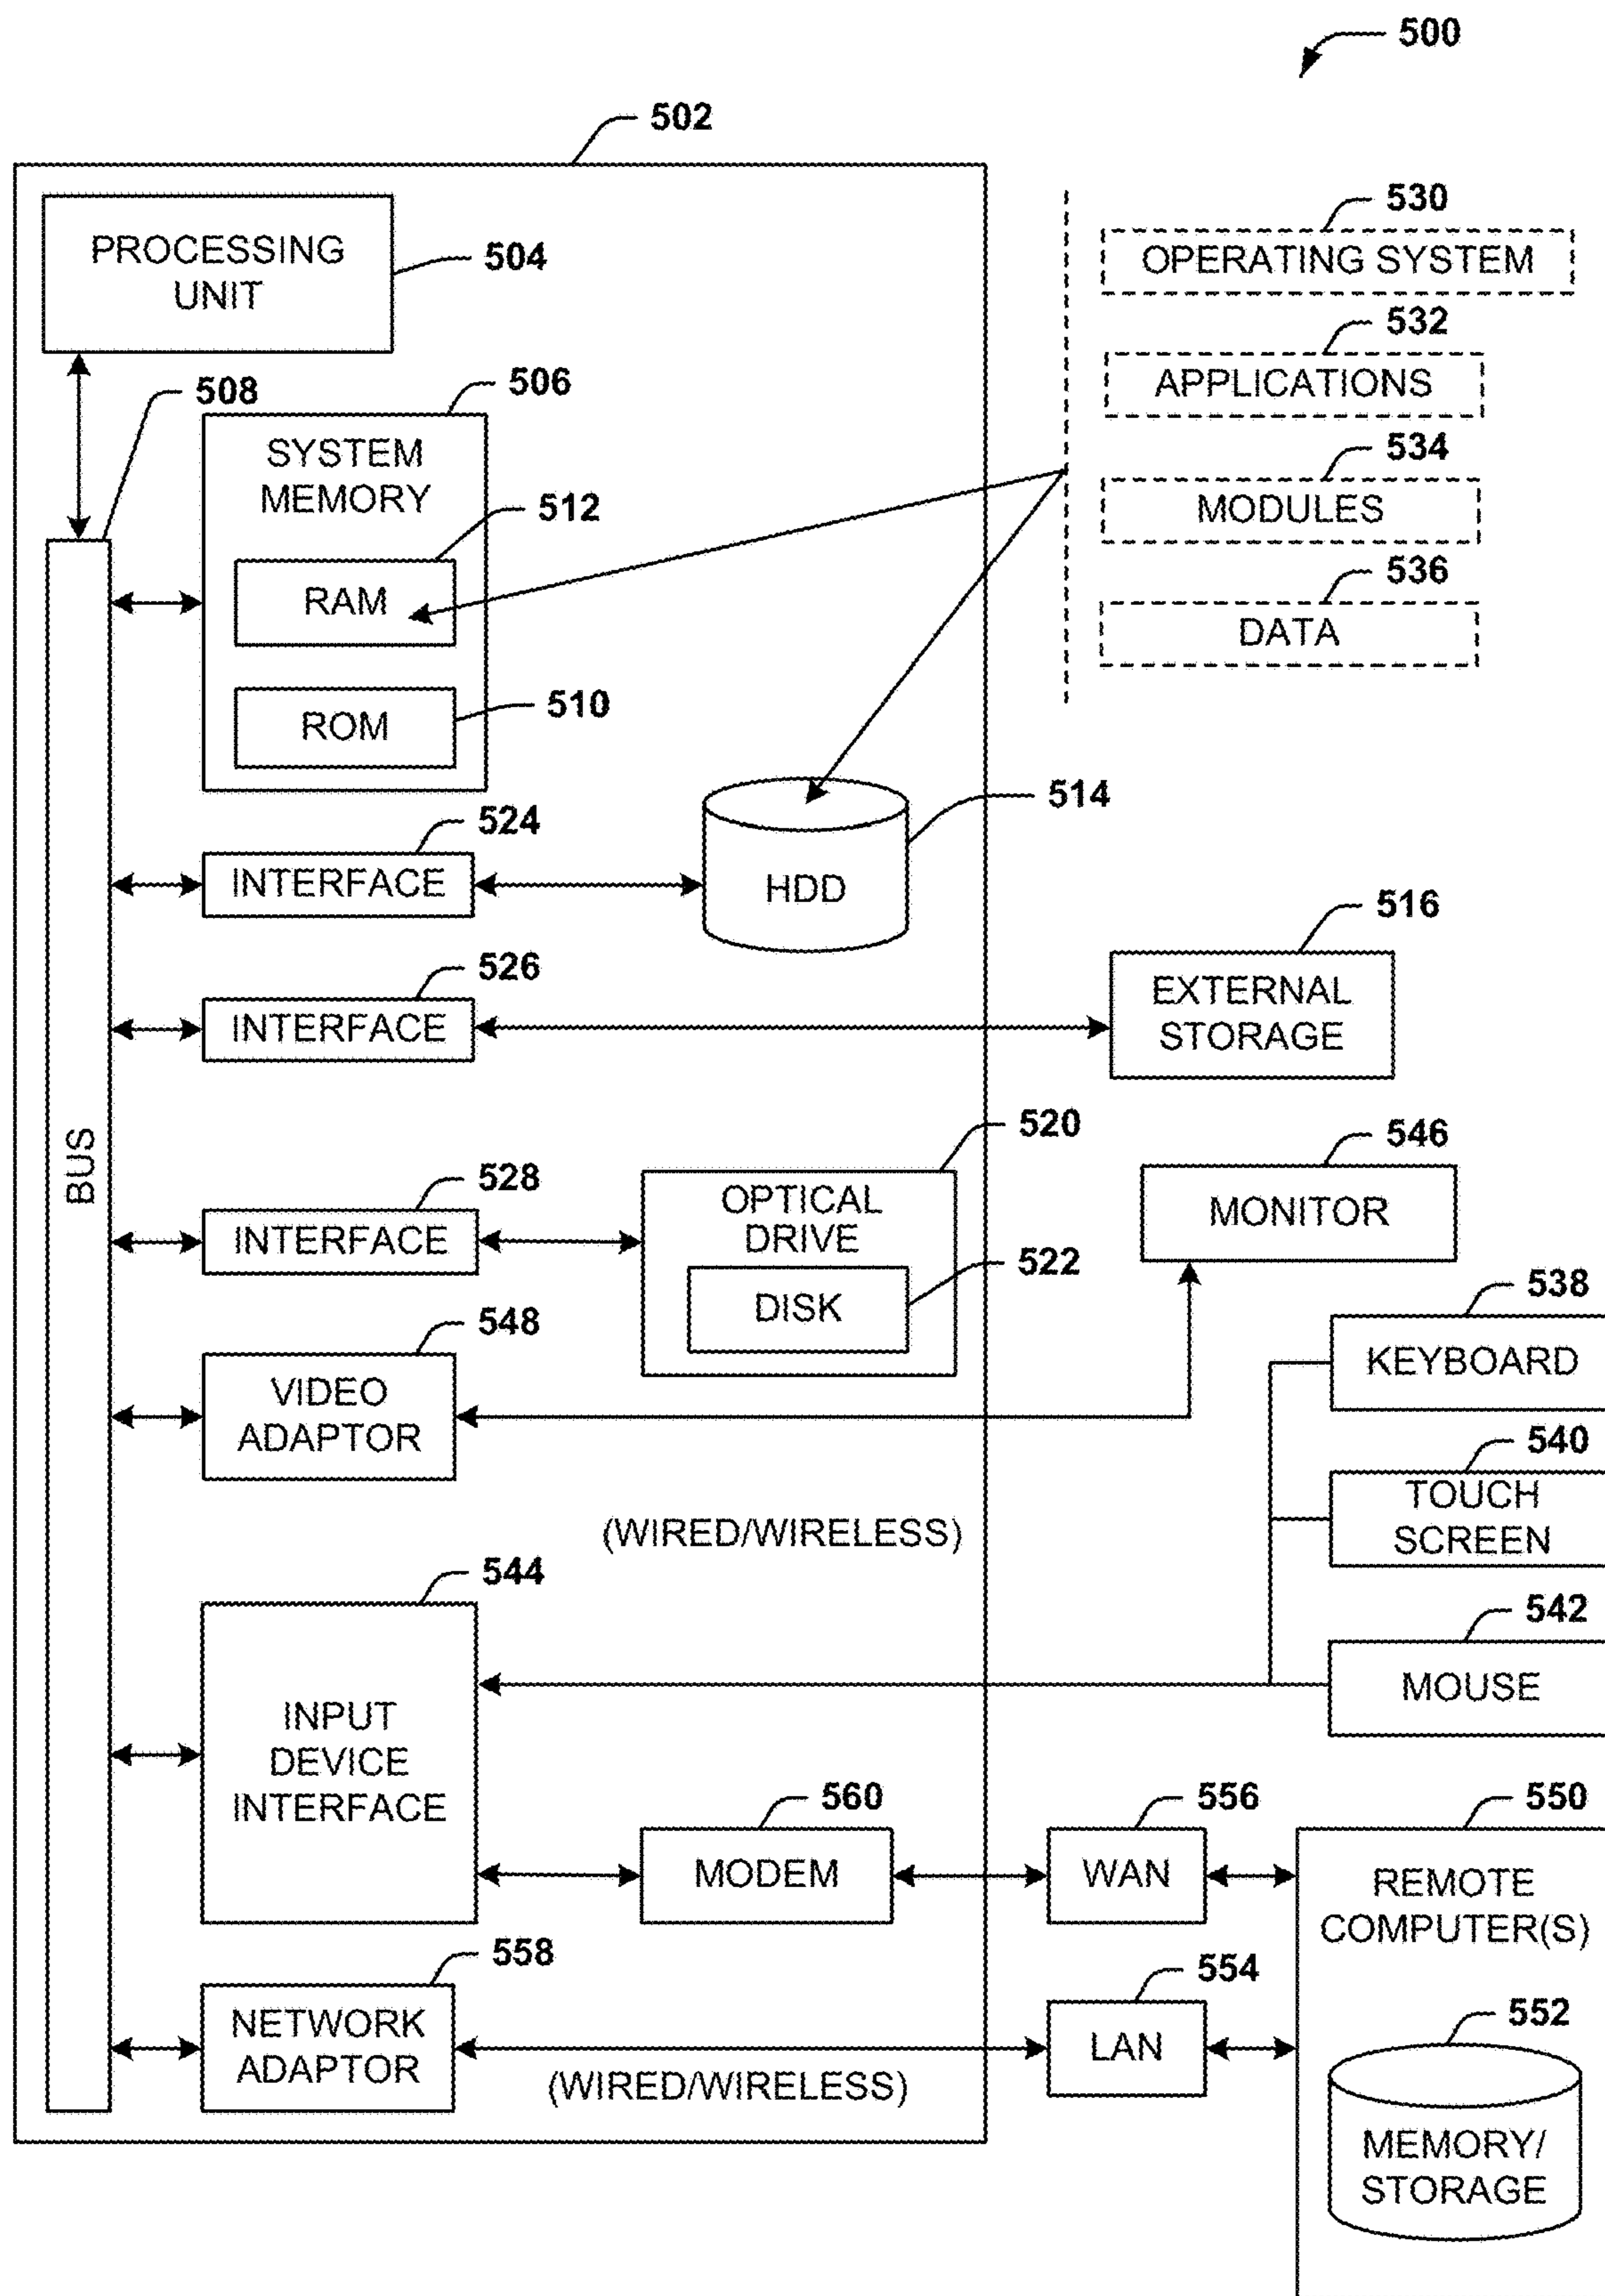 500
502
PROCESSING
UNIT
504
530
OPERATING SYSTEM
532
APPLICATIONS
534
MODULES
536
DATA
508
506
SYSTEM
MEMORY
512
RAM
510
ROM
514
HDD
524
INTERFACE
516
EXTERNAL
STORAGE
526
INTERFACE
BUS
520
OPTICAL
DRIVE
522
DISK
528
INTERFACE
546
MONITOR
548
VIDEO
ADAPTOR
538
KEYBOARD
540
TOUCH
SCREEN
(WIRED/WIRELESS)
542
MOUSE
544
INPUT
DEVICE
INTERFACE
560
MODEM
556
WAN
550
REMOTE
COMPUTER(S)
558
NETWORK
ADAPTOR
(WIRED/WIRELESS)
554
LAN
552
MEMORY/
STORAGE